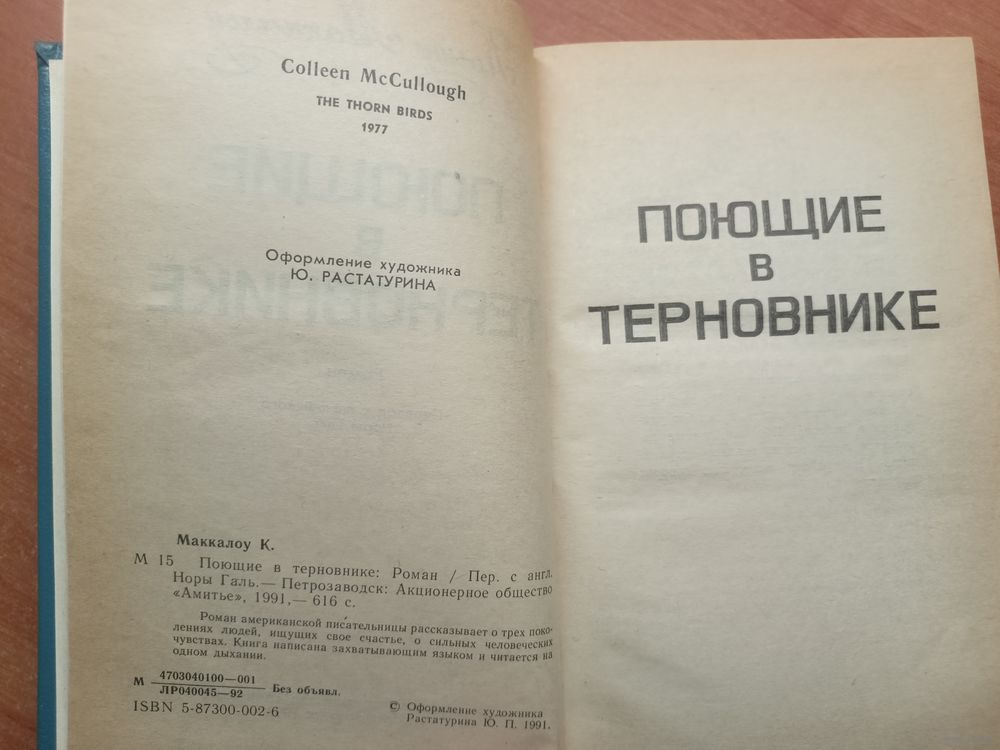 Colleen McCullough
THE THORN BIRDS
1977
Оформление художника
Ю. РАСТАТУРИНА
Маккалоу К.
М 15 Поющие в терновнике: Роман / Пер. с англ.
Норы Галь.— Петрозаводск: Акционерное общество
«Амитье», 1991,— 616 с.
Роман американской писательницы рассказывает о трех поко-
лениях людей, ищущих свое счастье, о сильных человеческих
чувствах. Книга написана захватывающим языком и читается на
одном дыхании.
М 4703040100—001
ЛР040045—92 Без объявл.
ISBN 5-87300-002-6
© Оформление художника
Растатурина Ю. П. 1991.
ПОЮЩИЕ
В
ТЕРНОВНИКЕ